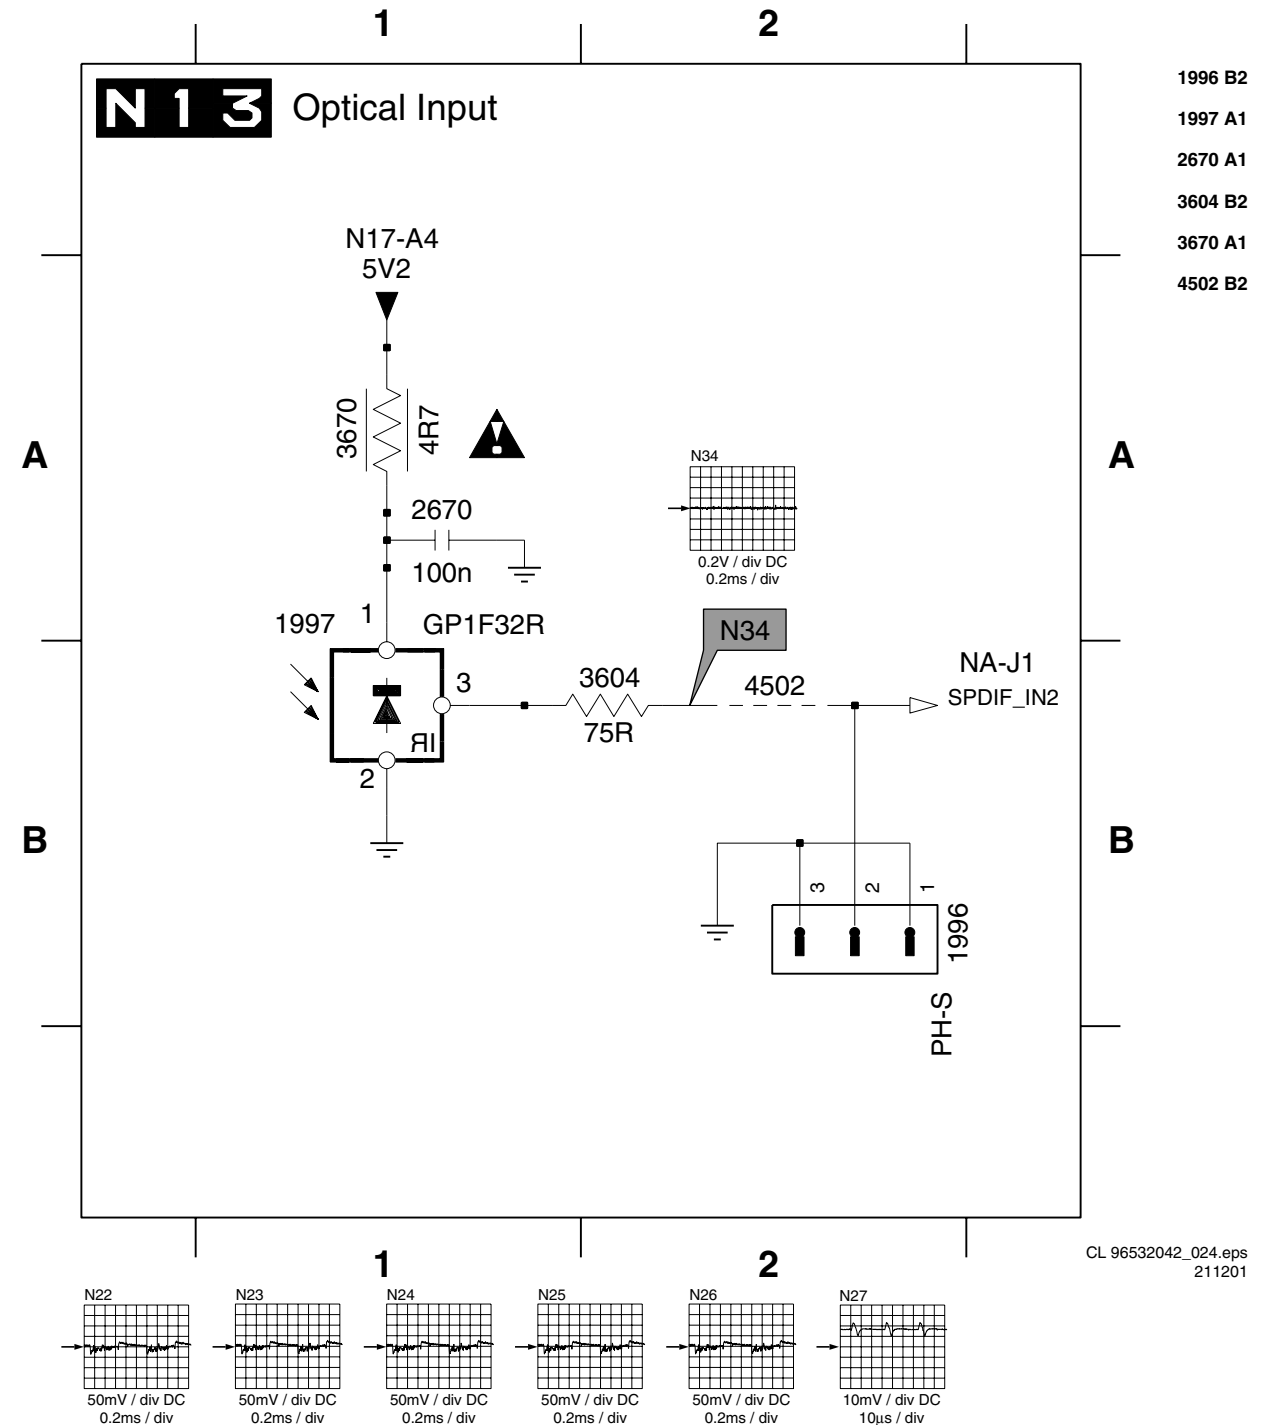 1 2
N13 Optical Input
1996 B2
1997 A1
2670 A1
3604 B2
3670 A1
4502 B2
N17-A4
5V2
3670
4R7
A
A
N34
0.2V / div DC
0.2ms / div
2670
100n
1997
1
GP1F32R
3
ЯI
2
3604
75R
N34
4502
NA-J1
SPDIF_IN2
B
B
3
2
1
1996
PH-S
1 2
CL 96532042_024.eps
211201
N22
50mV / div DC
0.2ms / div
N23
50mV / div DC
0.2ms / div
N24
50mV / div DC
0.2ms / div
N25
50mV / div DC
0.2ms / div
N26
50mV / div DC
0.2ms / div
N27
10mV / div DC
10µs / div